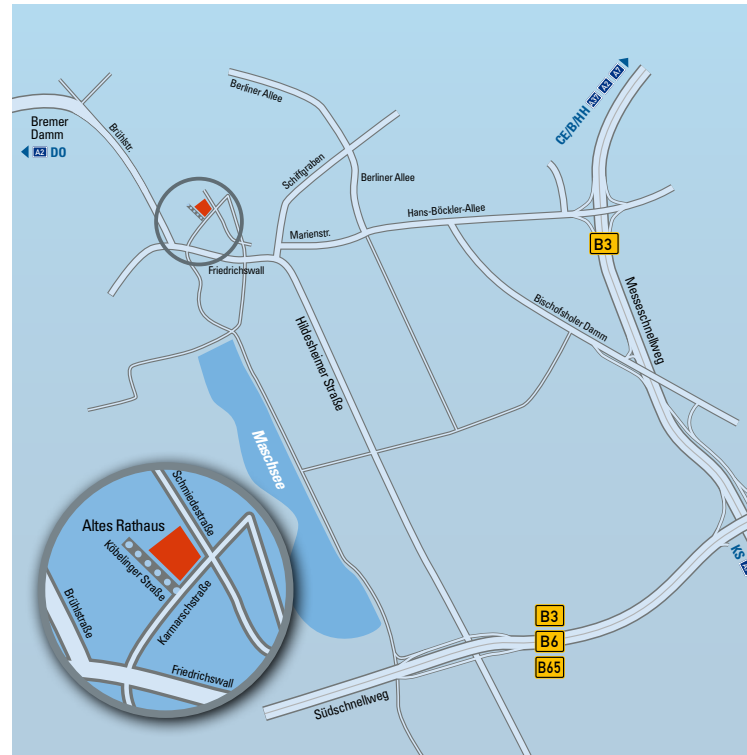 Berliner Allee
Bremer
Damm
A2 DO
Brühlstr.
CE/B/HH A37 A2 A7
Schiffgraben
Berliner Allee
Hans-Böckler-Allee
Marienstr.
B3
Friedrichswall
Messeschnellweg
Bischofsholer Damm
Hildesheimer Straße
Maschsee
Schmiedestraße
Altes Rathaus
Köbelinger Straße
Karmarschstraße
Brühlstraße
Friedrichswall
KS
B3
B6
B65
Südschnellweg